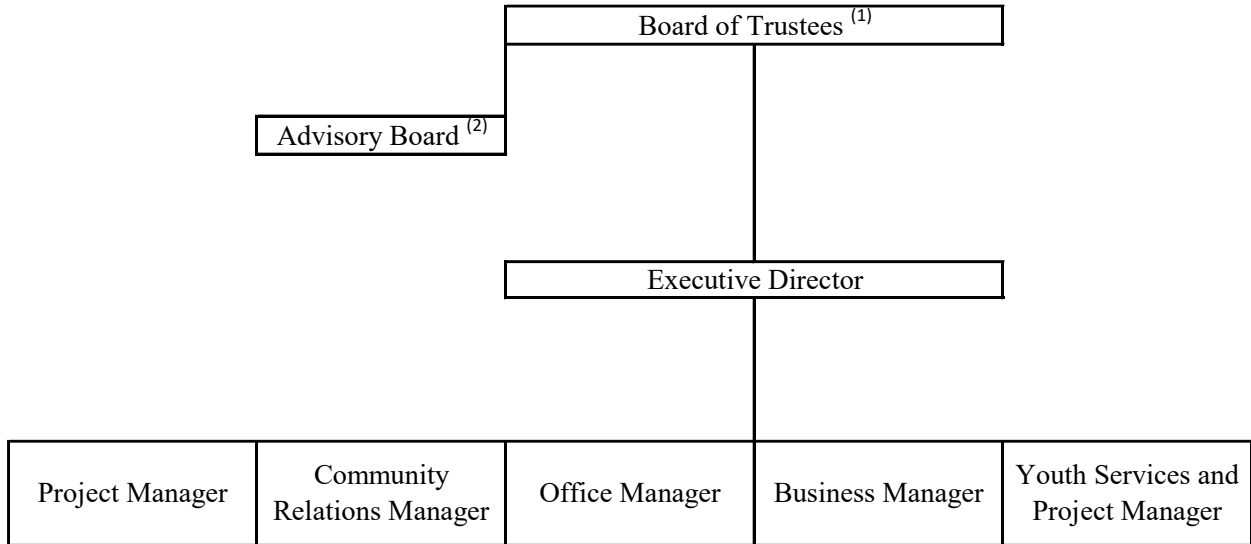 Board of Trustees (1)
Advisory Board (2)
Executive Director
Project Manager
Community
Relations Manager
Office Manager
Business Manager
Youth Services and
Project Manager